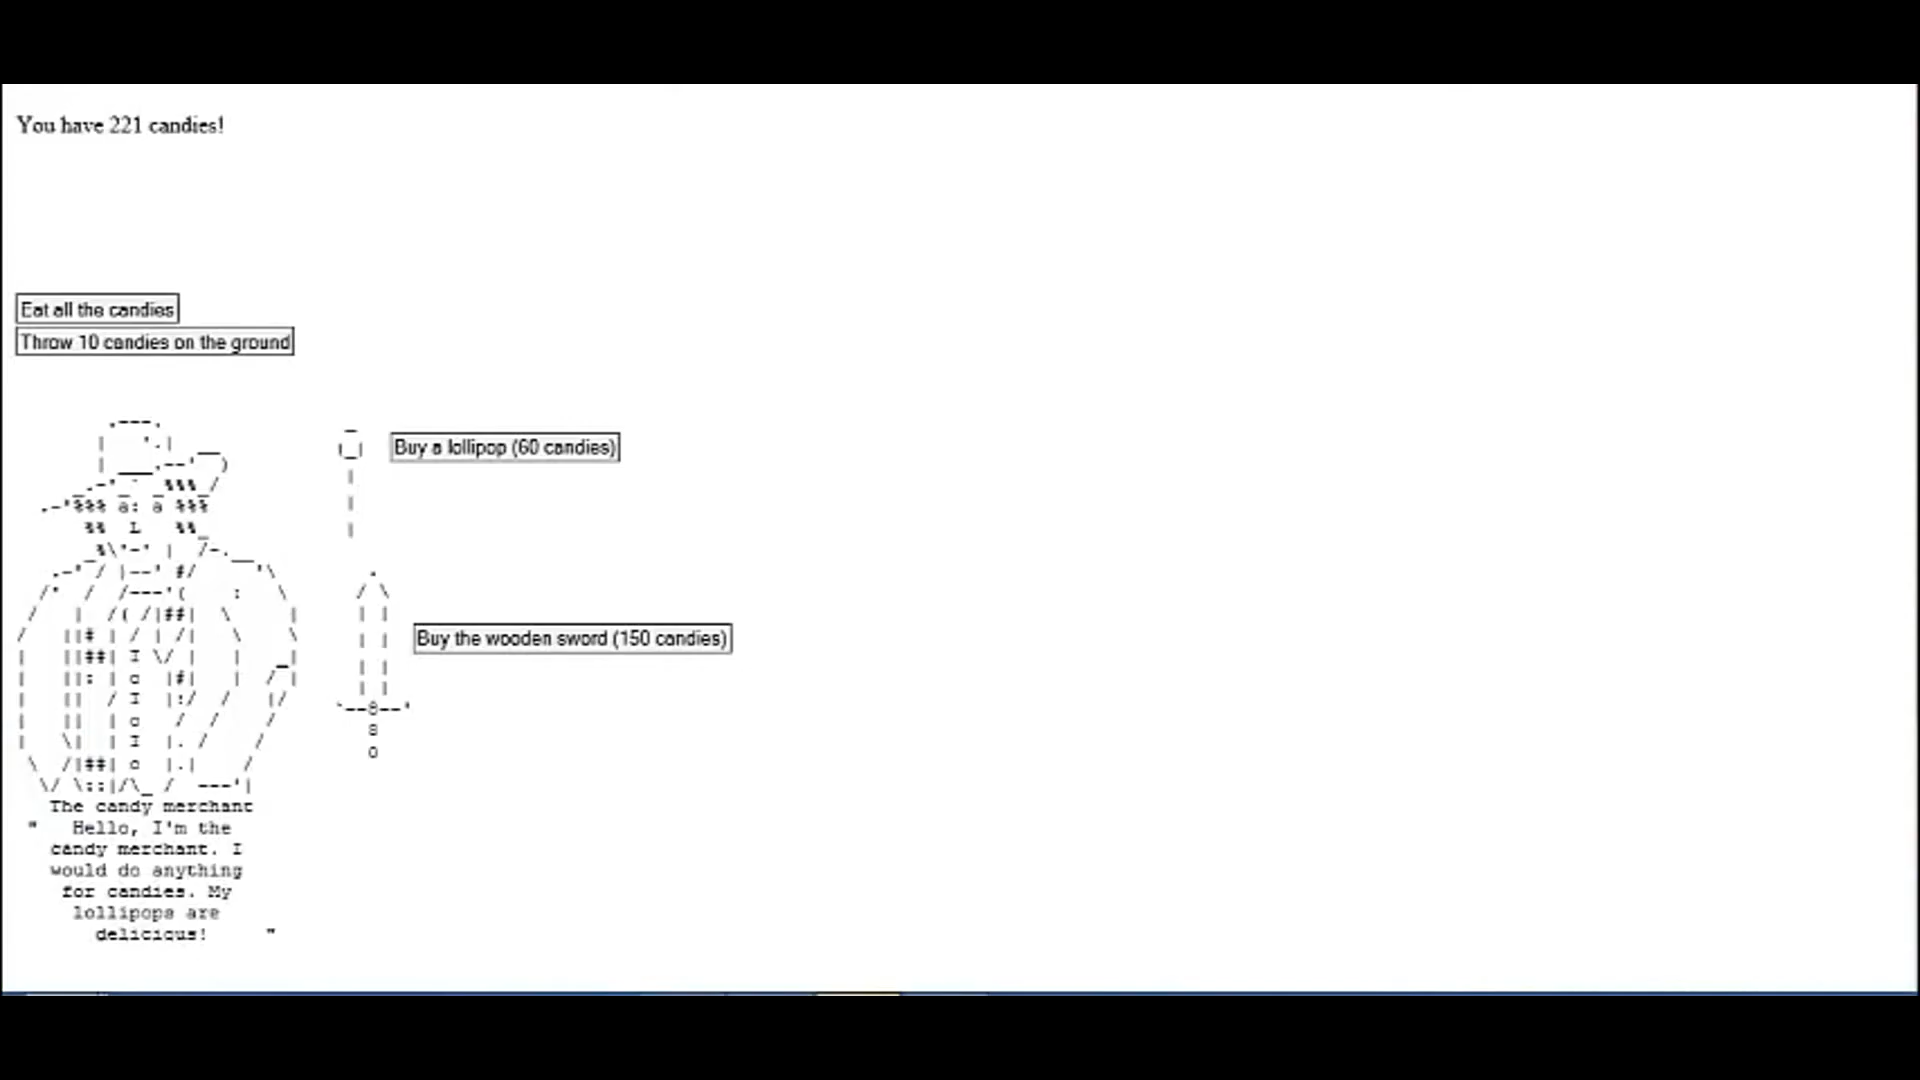 You have 221 candies!
Eat all the candies
Throw 10 candies on the ground
Buy a lollipop (60 candies)
Buy the wooden sword (150 candies)
The candy merchant
" Hello, I'm the
candy merchant. I
would do anything
for candies. My
lollipops are
delicious! "